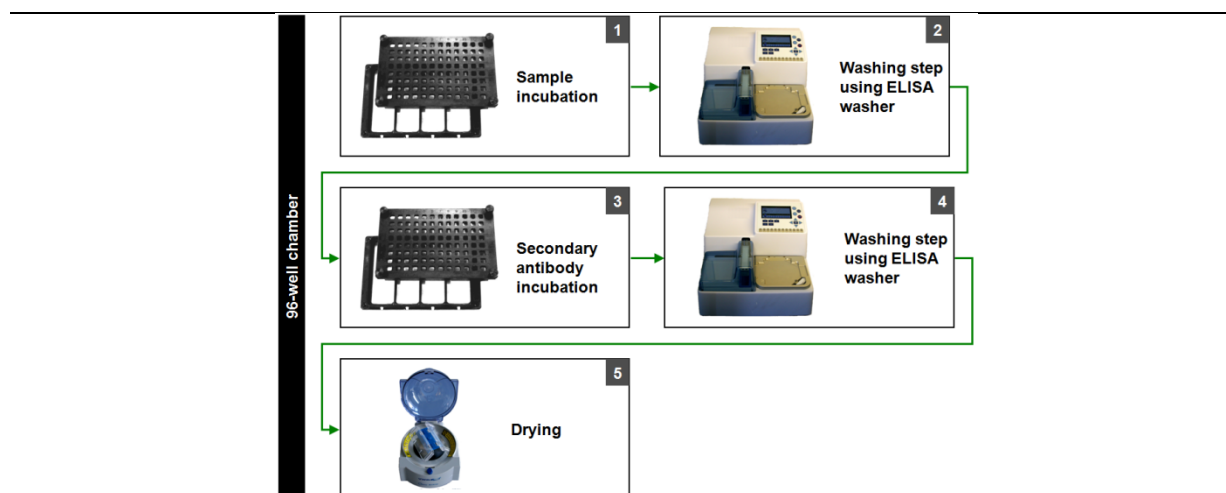 96-well chamber
1
Sample
incubation
2
Washing step
using ELISA
washer
3
Secondary
antibody
incubation
4
Washing step
using ELISA
washer
5
Drying